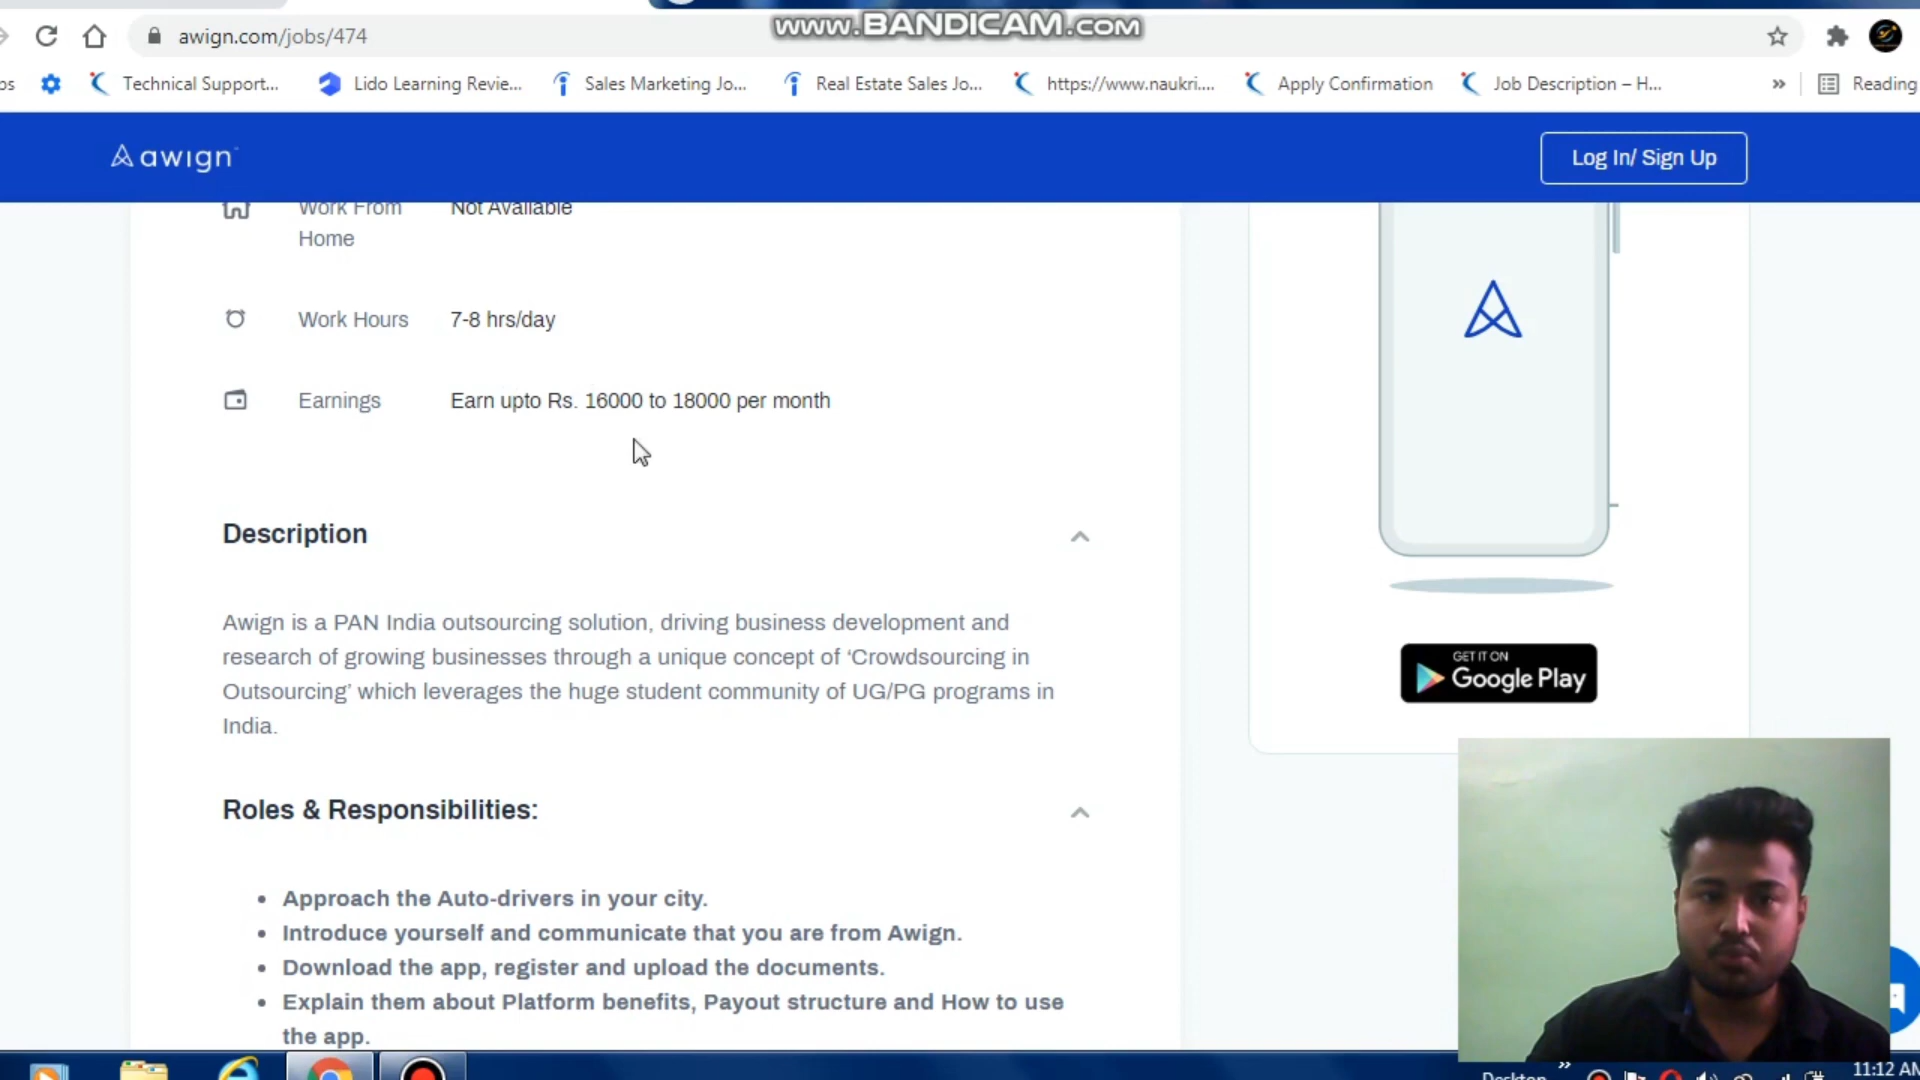 www.BANDICAM.com
awign.com/jobs/474
Technical Support...
Lido Learning Revie...
Sales Marketing Jo...
Real Estate Sales Jo...
https://www.naukri....
Apply Confirmation
Job Description – H...
»
Reading
awign
Log In/ Sign Up
Work From Home
Not Available
Work Hours
7-8 hrs/day
Earnings
Earn upto Rs. 16000 to 18000 per month
Description
Awign is a PAN India outsourcing solution, driving business development and
research of growing businesses through a unique concept of ‘Crowdsourcing in
Outsourcing’ which leverages the huge student community of UG/PG programs in
India.
GET IT ON
Google Play
Roles & Responsibilities:
• Approach the Auto-drivers in your city.
• Introduce yourself and communicate that you are from Awign.
• Download the app, register and upload the documents.
• Explain them about Platform benefits, Payout structure and How to use
the app.
Desktop
»
11:12 AM